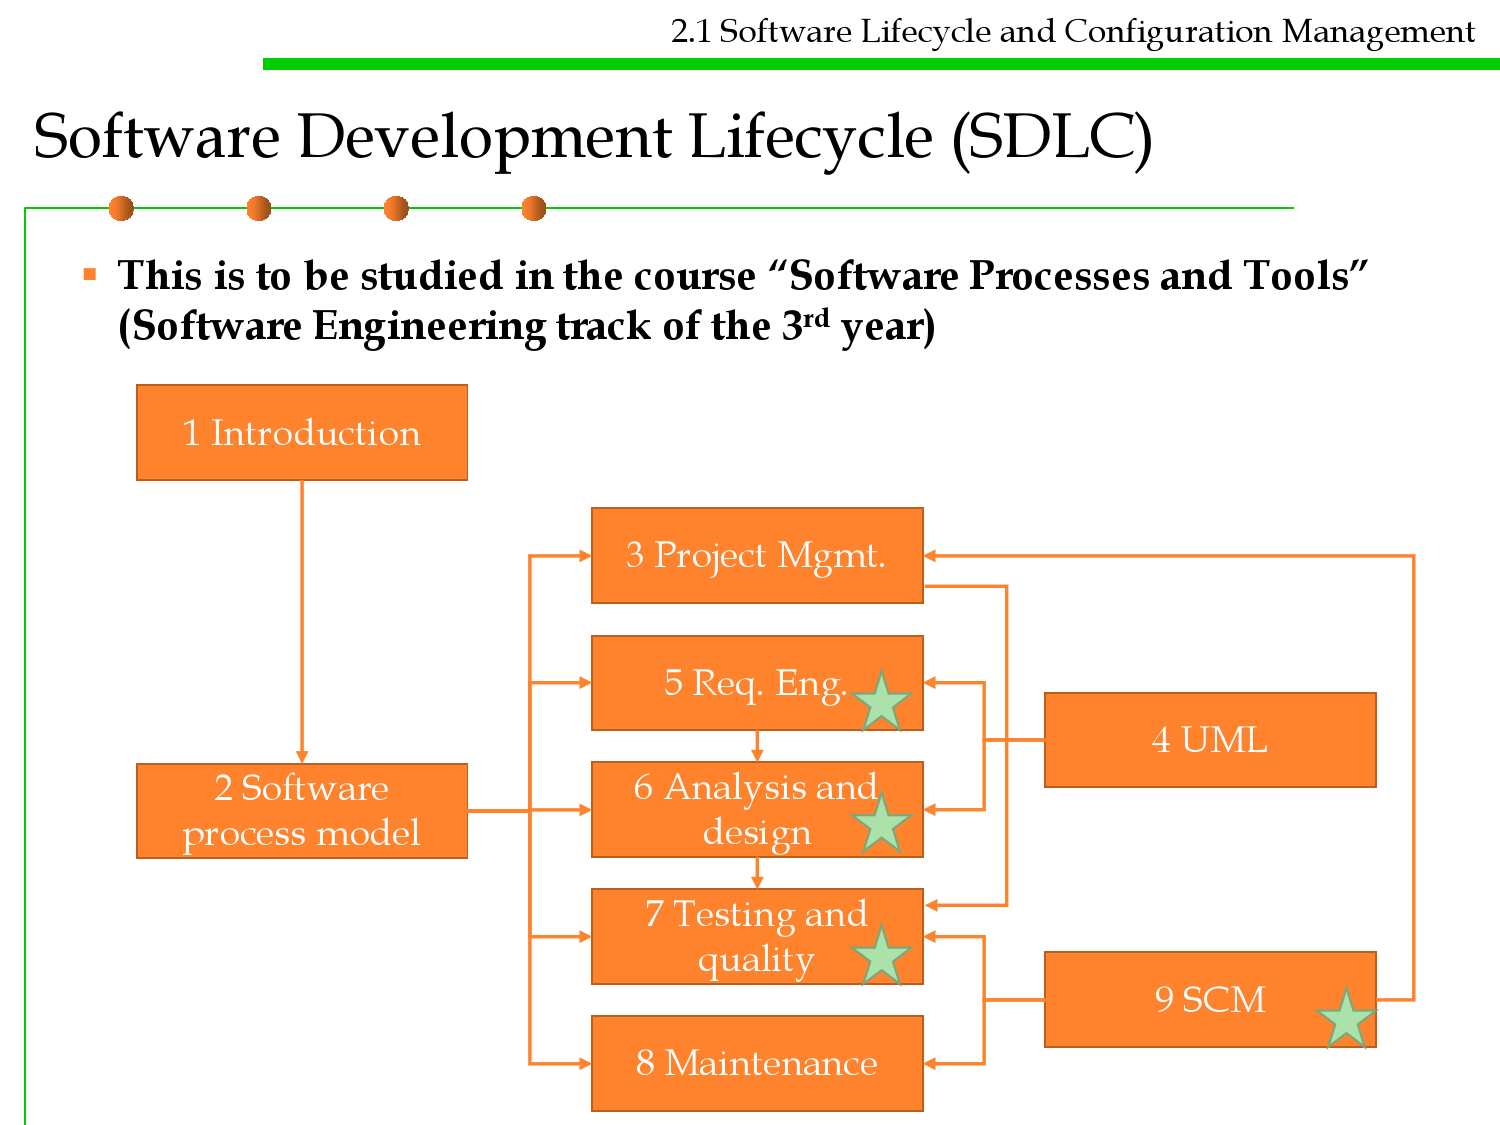 2.1 Software Lifecycle and Configuration Management
Software Development Lifecycle (SDLC)
This is to be studied in the course “Software Processes and Tools”
(Software Engineering track of the 3rd year)
1 Introduction
2 Software
process model
3 Project Mgmt.
5 Req. Eng.
6 Analysis and
design
7 Testing and
quality
8 Maintenance
4 UML
9 SCM